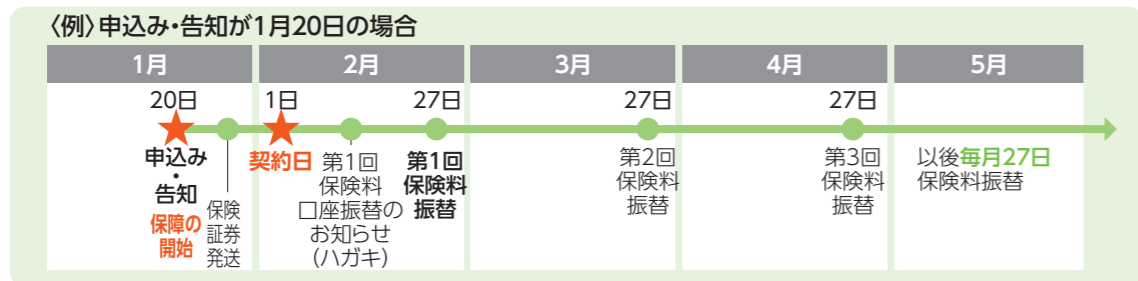 〈例〉申込み・告知が1月20日の場合
1月
2月
3月
4月
5月
20日
1日
27日
27日
27日
申込み
・
告知
保障の
開始
保険
証券
発送
契約日
第1回
保険料
口座振替の
お知らせ
(ハガキ)
第1回
保険料
振替
第2回
保険料
振替
第3回
保険料
振替
以後毎月27日
保険料振替